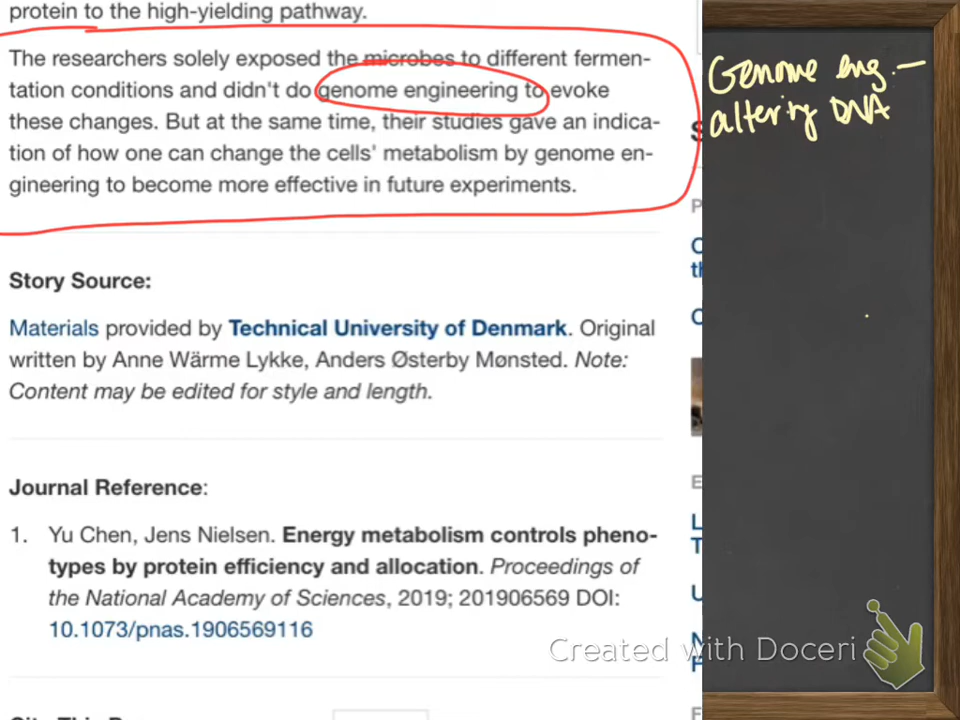 protein to the high-yielding pathway.
The researchers solely exposed the microbes to different fermen-
tation conditions and didn't do genome engineering to evoke
these changes. But at the same time, their studies gave an indica-
tion of how one can change the cells' metabolism by genome en-
gineering to become more effective in future experiments.
Story Source:
Materials provided by Technical University of Denmark. Original
written by Anne Wärme Lykke, Anders Østerby Mønsted. Note:
Content may be edited for style and length.
Journal Reference:
1. Yu Chen, Jens Nielsen. Energy metabolism controls pheno-
types by protein efficiency and allocation. Proceedings of
the National Academy of Sciences, 2019; 201906569 DOI:
10.1073/pnas.1906569116
Genome eng. —
altering DNA
Created with Doceri